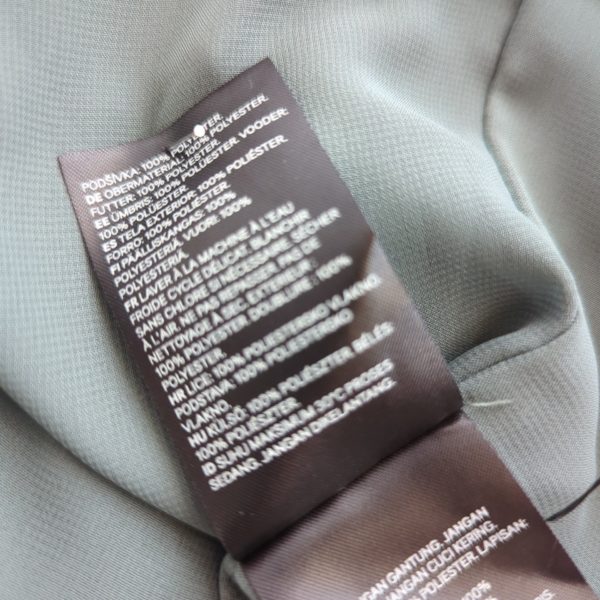 PODŠÍVKA: 100% POLYESTER.
DE OBERMATERIAL: 100% POLYESTER.
FUTTER: 100% POLYESTER.
EE ÜMBRIS: 100% POLÜESTER. VOODER:
100% POLÜESTER.
ES TELA EXTERIOR: 100% POLIÉSTER.
FORRO: 100% POLIÉSTER.
FI PÄÄLLISKANGAS: 100%
POLYESTERIA. VUORI: 100%
POLYESTERIA.
FR LAVER À LA MACHINE À L'EAU
FROIDE CYCLE DÉLICAT. BLANCHIR
SANS CHLORE SI NÉCESSAIRE. SÉCHER
À L'AIR. NE PAS REPASSER. PAS DE
NETTOYAGE À SEC. EXTÉRIEUR:
100% POLYESTER. DOUBLURE: 100%
POLYESTER.
HR LICE: 100% POLIESTERSKO VLAKNO.
PODSTAVA: 100% POLIESTERSKO
VLAKNO.
HU KÜLSŐ: 100% POLIÉSZTER. BÉLÉS:
100% POLIÉSZTER.
ID SUHU MAKSIMUM 30°C PROSES
SEDANG. JANGAN DIKELANTANG.
GANTUNG. JANGAN
JANGAN CUCI KERING.
POLIESTER. LAPISAN:
100%